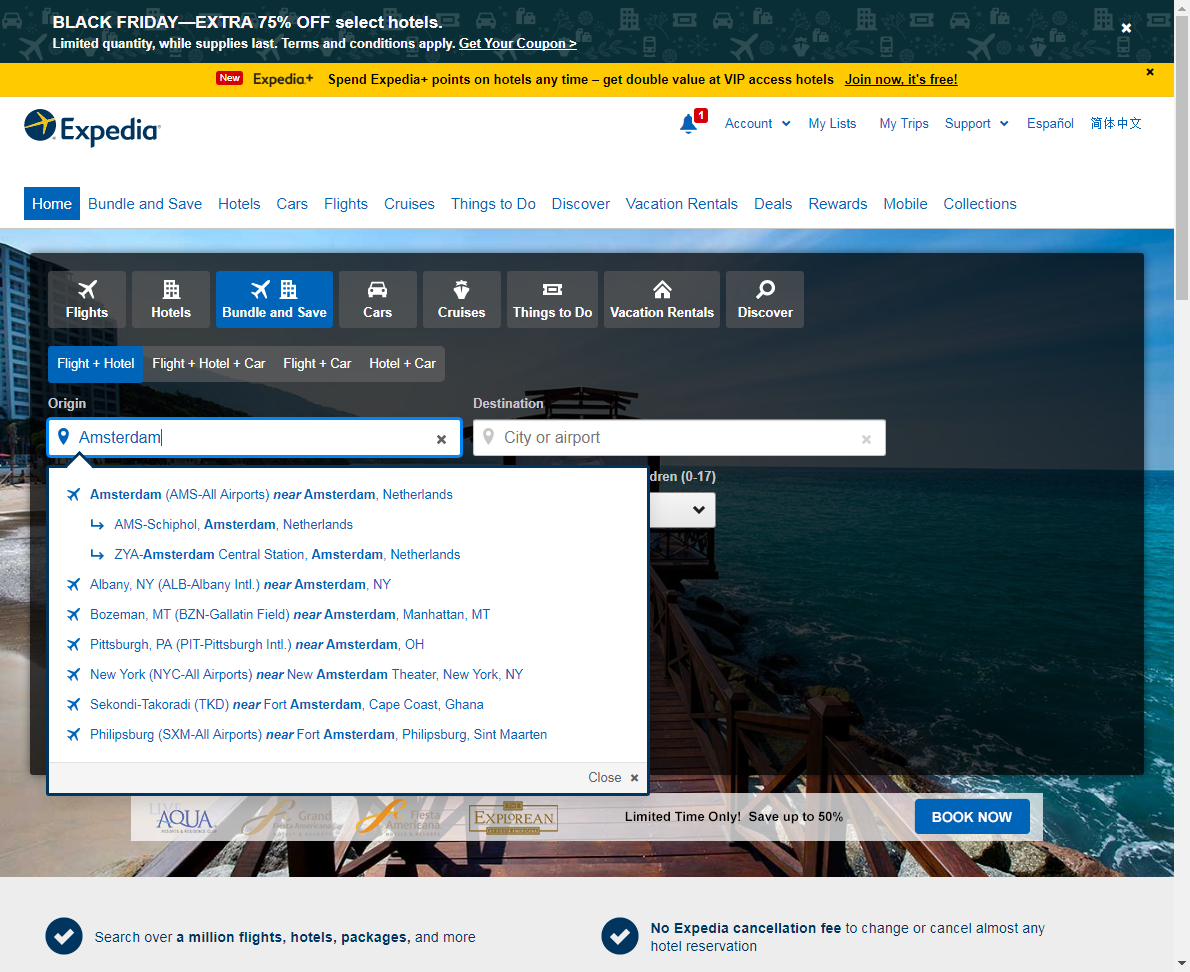 BLACK FRIDAY—EXTRA 75% OFF select hotels.
Limited quantity, while supplies last. Terms and conditions apply. Get Your Coupon >
New Expedia+ Spend Expedia+ points on hotels any time – get double value at VIP access hotels Join now, it's free!
Expedia
1 Account My Lists My Trips Support Español 简体中文
Home Bundle and Save Hotels Cars Flights Cruises Things to Do Discover Vacation Rentals Deals Rewards Mobile Collections
Flights Hotels Bundle and Save Cars Cruises Things to Do Vacation Rentals Discover
Flight + Hotel Flight + Hotel + Car Flight + Car Hotel + Car
Origin Destination
Amsterdam City or airport
dren (0-17)
Amsterdam (AMS-All Airports) near Amsterdam, Netherlands
AMS-Schiphol, Amsterdam, Netherlands
ZYA-Amsterdam Central Station, Amsterdam, Netherlands
Albany, NY (ALB-Albany Intl.) near Amsterdam, NY
Bozeman, MT (BZN-Gallatin Field) near Amsterdam, Manhattan, MT
Pittsburgh, PA (PIT-Pittsburgh Intl.) near Amsterdam, OH
New York (NYC-All Airports) near New Amsterdam Theater, New York, NY
Sekondi-Takoradi (TKD) near Fort Amsterdam, Cape Coast, Ghana
Philipsburg (SXM-All Airports) near Fort Amsterdam, Philipsburg, Sint Maarten
Close
LIVE AQUA Grand Fiesta Americana Fiesta Americana THE EXPLOREAN Limited Time Only! Save up to 50% BOOK NOW
Search over a million flights, hotels, packages, and more
No Expedia cancellation fee to change or cancel almost any
hotel reservation